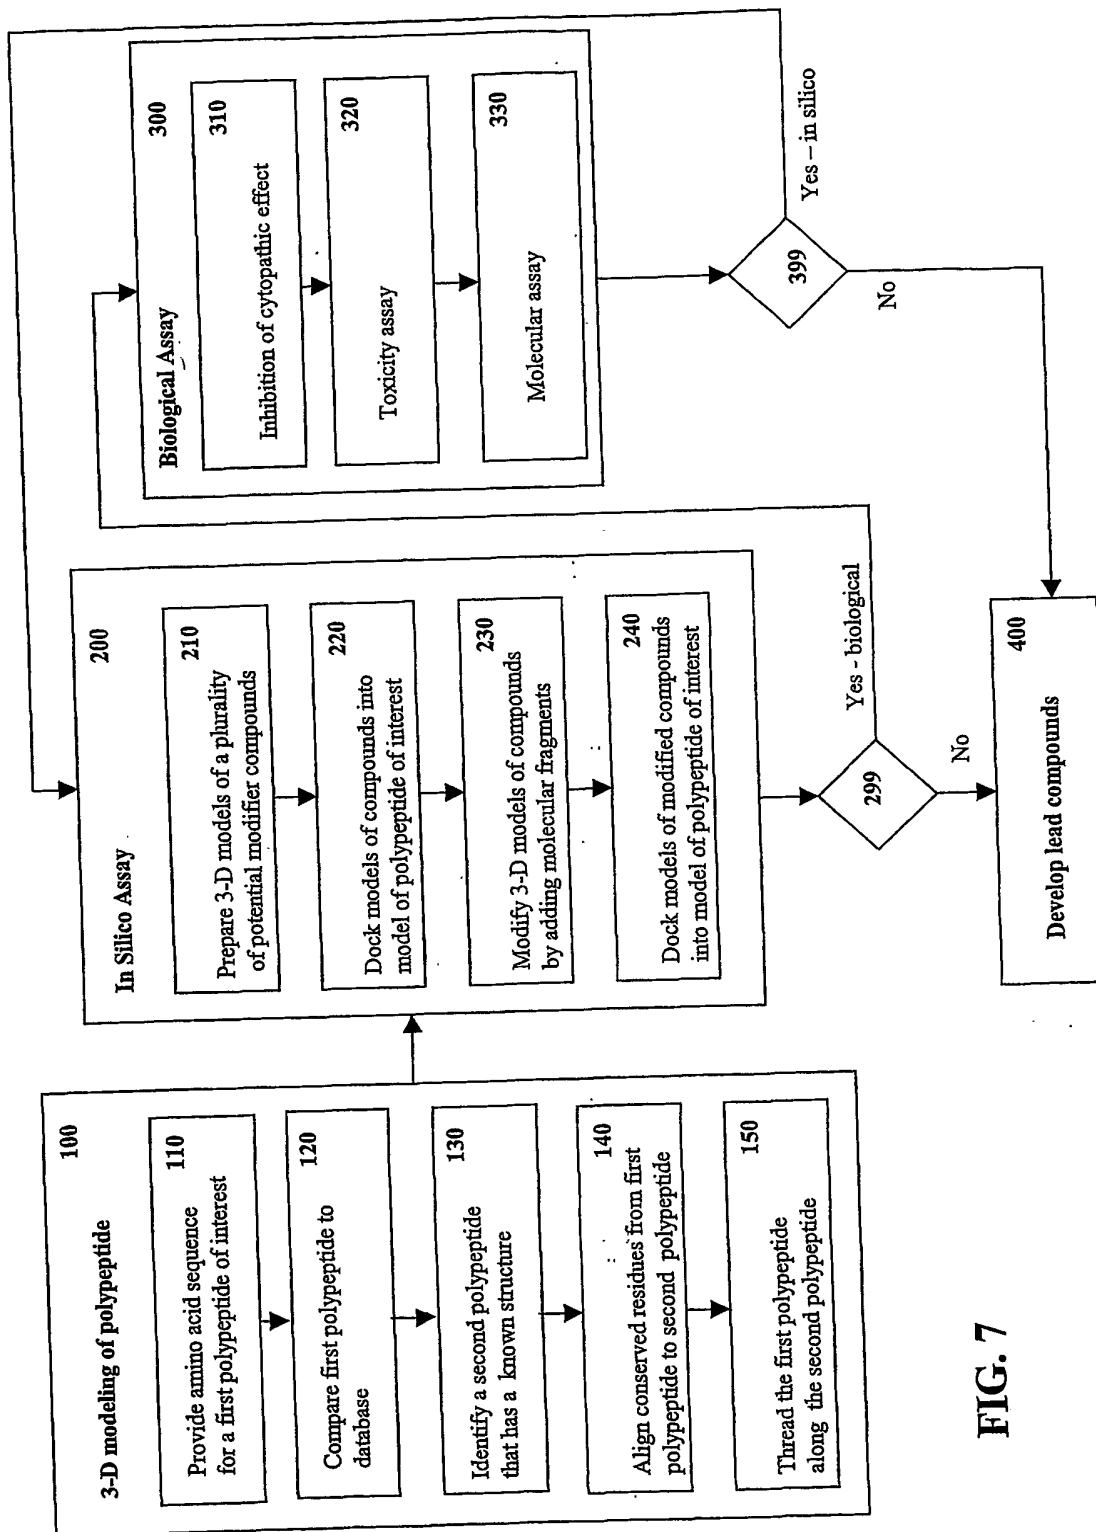 100
3-D modeling of polypeptide
110
Provide amino acid sequence
for a first polypeptide of interest
120
Compare first polypeptide to
database
130
Identify a second polypeptide
that has a known structure
140
Align conserved residues from first
polypeptide to second polypeptide
150
Thread the first polypeptide
along the second polypeptide
200
In Silico Assay
210
Prepare 3-D models of a plurality
of potential modifier compounds
220
Dock models of compounds into
model of polypeptide of interest
230
Modify 3-D models of compounds
by adding molecular fragments
240
Dock models of modified compounds
into model of polypeptide of interest
299
Yes - biological
No
300
Biological Assay
310
Inhibition of cytopathic effect
320
Toxicity assay
330
Molecular assay
399
Yes – in silico
No
400
Develop lead compounds
FIG. 7